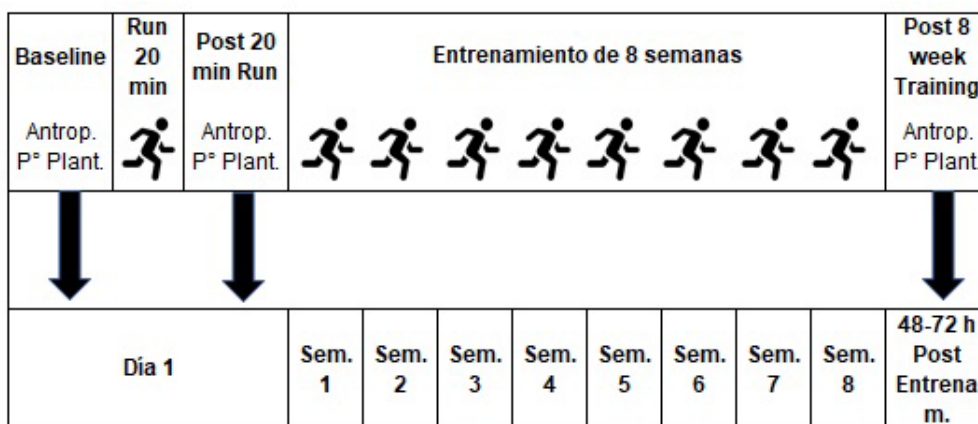 Baseline
Run
20
min
Post 20
min Run
Entrenamiento de 8 semanas
Post 8
week
Training
Antrop.
P° Plant.
Antrop.
P° Plant.
Antrop.
P° Plant.
Día 1
Sem.
1
Sem.
2
Sem.
3
Sem.
4
Sem.
5
Sem.
6
Sem.
7
Sem.
8
48-72 h
Post
Entrena
m.